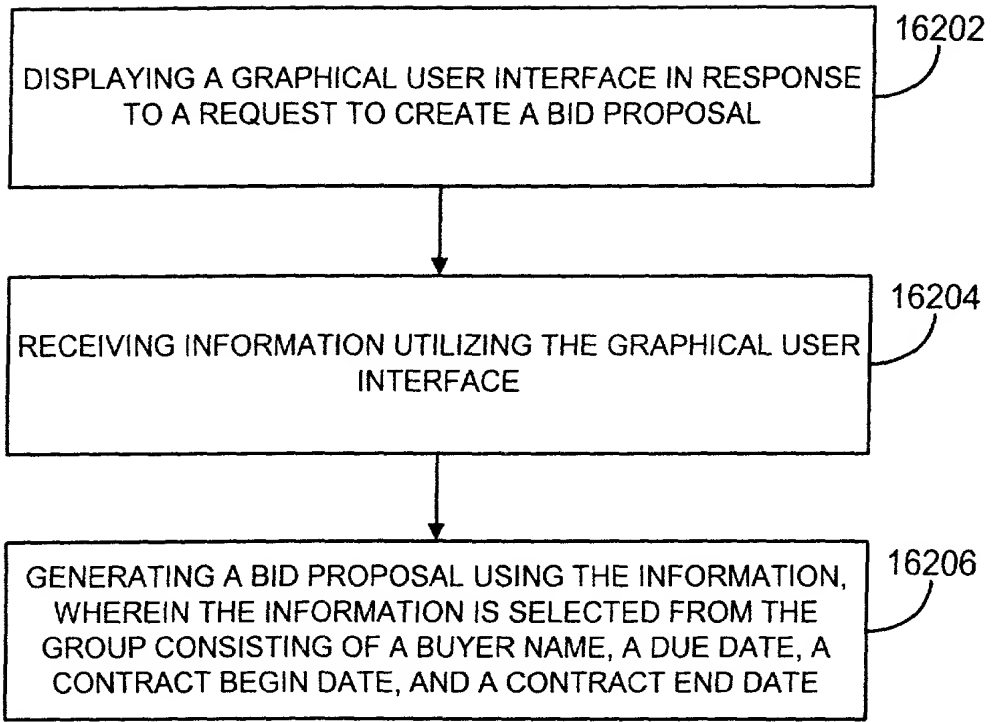 16202
DISPLAYING A GRAPHICAL USER INTERFACE IN RESPONSE
TO A REQUEST TO CREATE A BID PROPOSAL
16204
RECEIVING INFORMATION UTILIZING THE GRAPHICAL USER
INTERFACE
16206
GENERATING A BID PROPOSAL USING THE INFORMATION,
WHEREIN THE INFORMATION IS SELECTED FROM THE
GROUP CONSISTING OF A BUYER NAME, A DUE DATE, A
CONTRACT BEGIN DATE, AND A CONTRACT END DATE